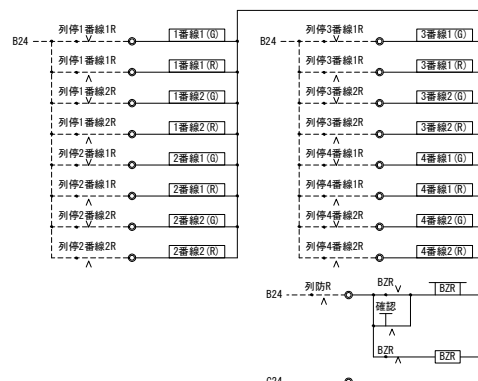 列停1番線1R
B24
1番線1(G)
列停1番線1R
1番線1(R)
列停1番線2R
1番線2(G)
列停1番線2R
1番線2(R)
列停2番線1R
2番線1(G)
列停2番線1R
2番線1(R)
列停2番線2R
2番線2(G)
列停2番線2R
2番線2(R)
列停3番線1R
B24
3番線1(G)
列停3番線1R
3番線1(R)
列停3番線2R
3番線2(G)
列停3番線2R
3番線2(R)
列停4番線1R
4番線1(G)
列停4番線1R
4番線1(R)
列停4番線2R
4番線2(G)
列停4番線2R
4番線2(R)
B24
列防R
BZR
BZR
確認
BZR
BZR
C24